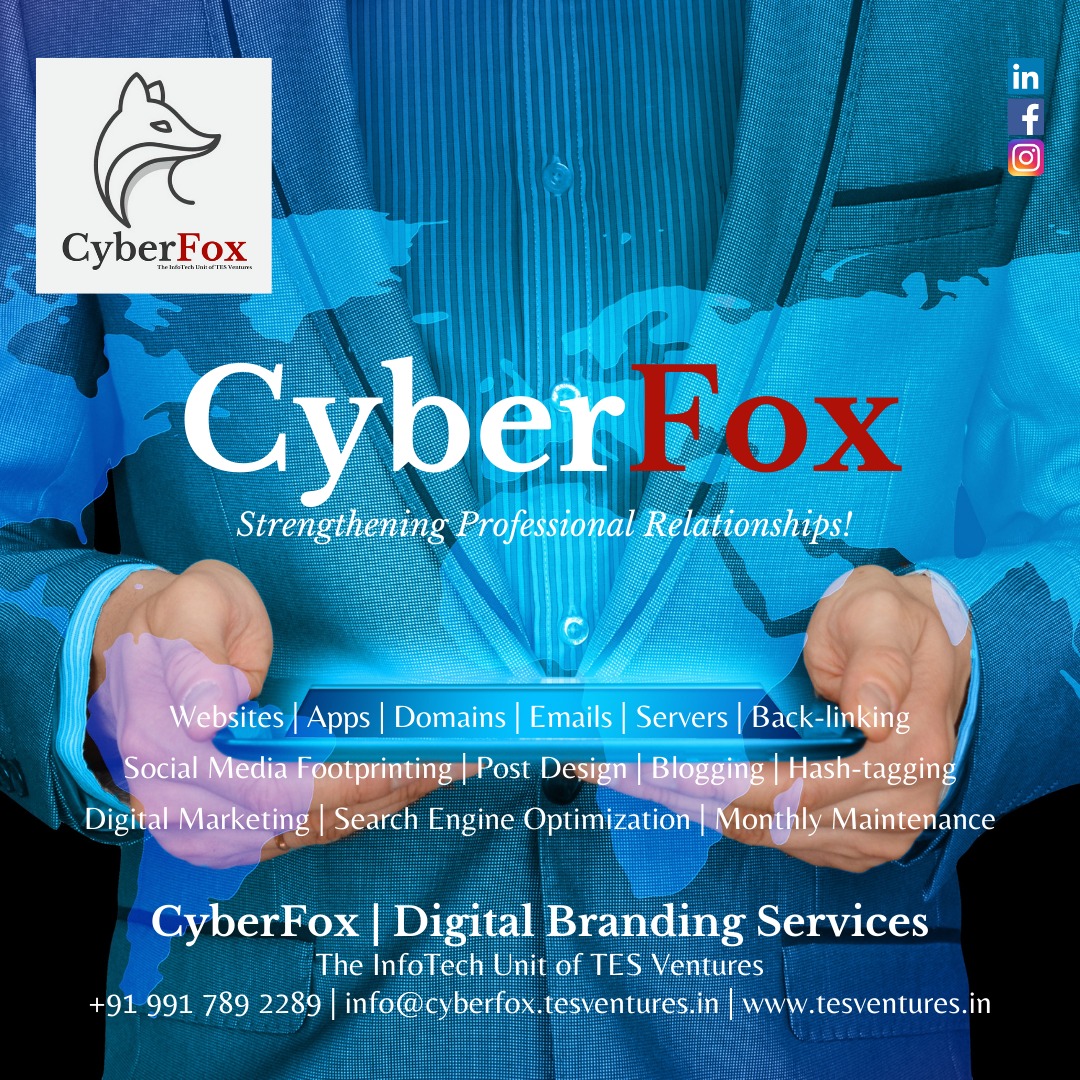 CyberFox
The InfoTech Unit of TES Ventures
in
f
CyberFox
Strengthening Professional Relationships!
Websites | Apps | Domains | Emails | Servers | Back-linking
Social Media Footprinting | Post Design | Blogging | Hash-tagging
Digital Marketing | Search Engine Optimization | Monthly Maintenance
CyberFox | Digital Branding Services
The InfoTech Unit of TES Ventures
+91 991 789 2289 | info@cyberfox.tesventures.in | www.tesventures.in